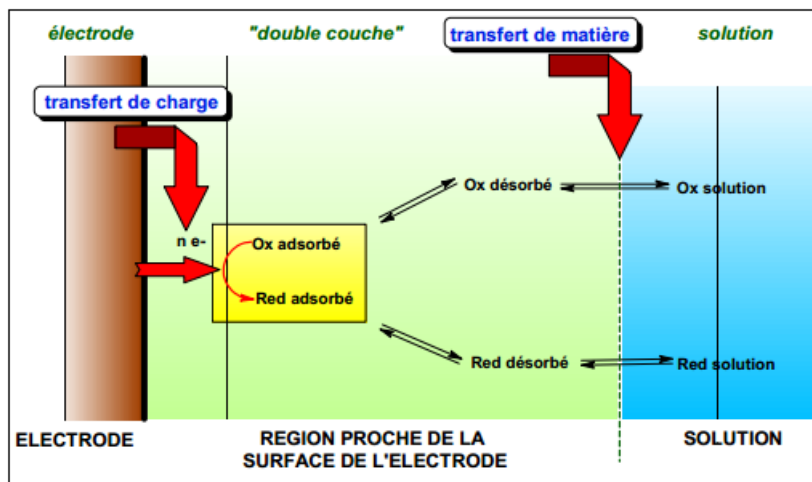 électrode
"double couche"
transfert de matière
solution
transfert de charge
Ox désorbé
Ox solution
n e-
Ox adsorbé
Red adsorbé
Red désorbé
Red solution
ELECTRODE
REGION PROCHE DE LA
SURFACE DE L'ELECTRODE
SOLUTION